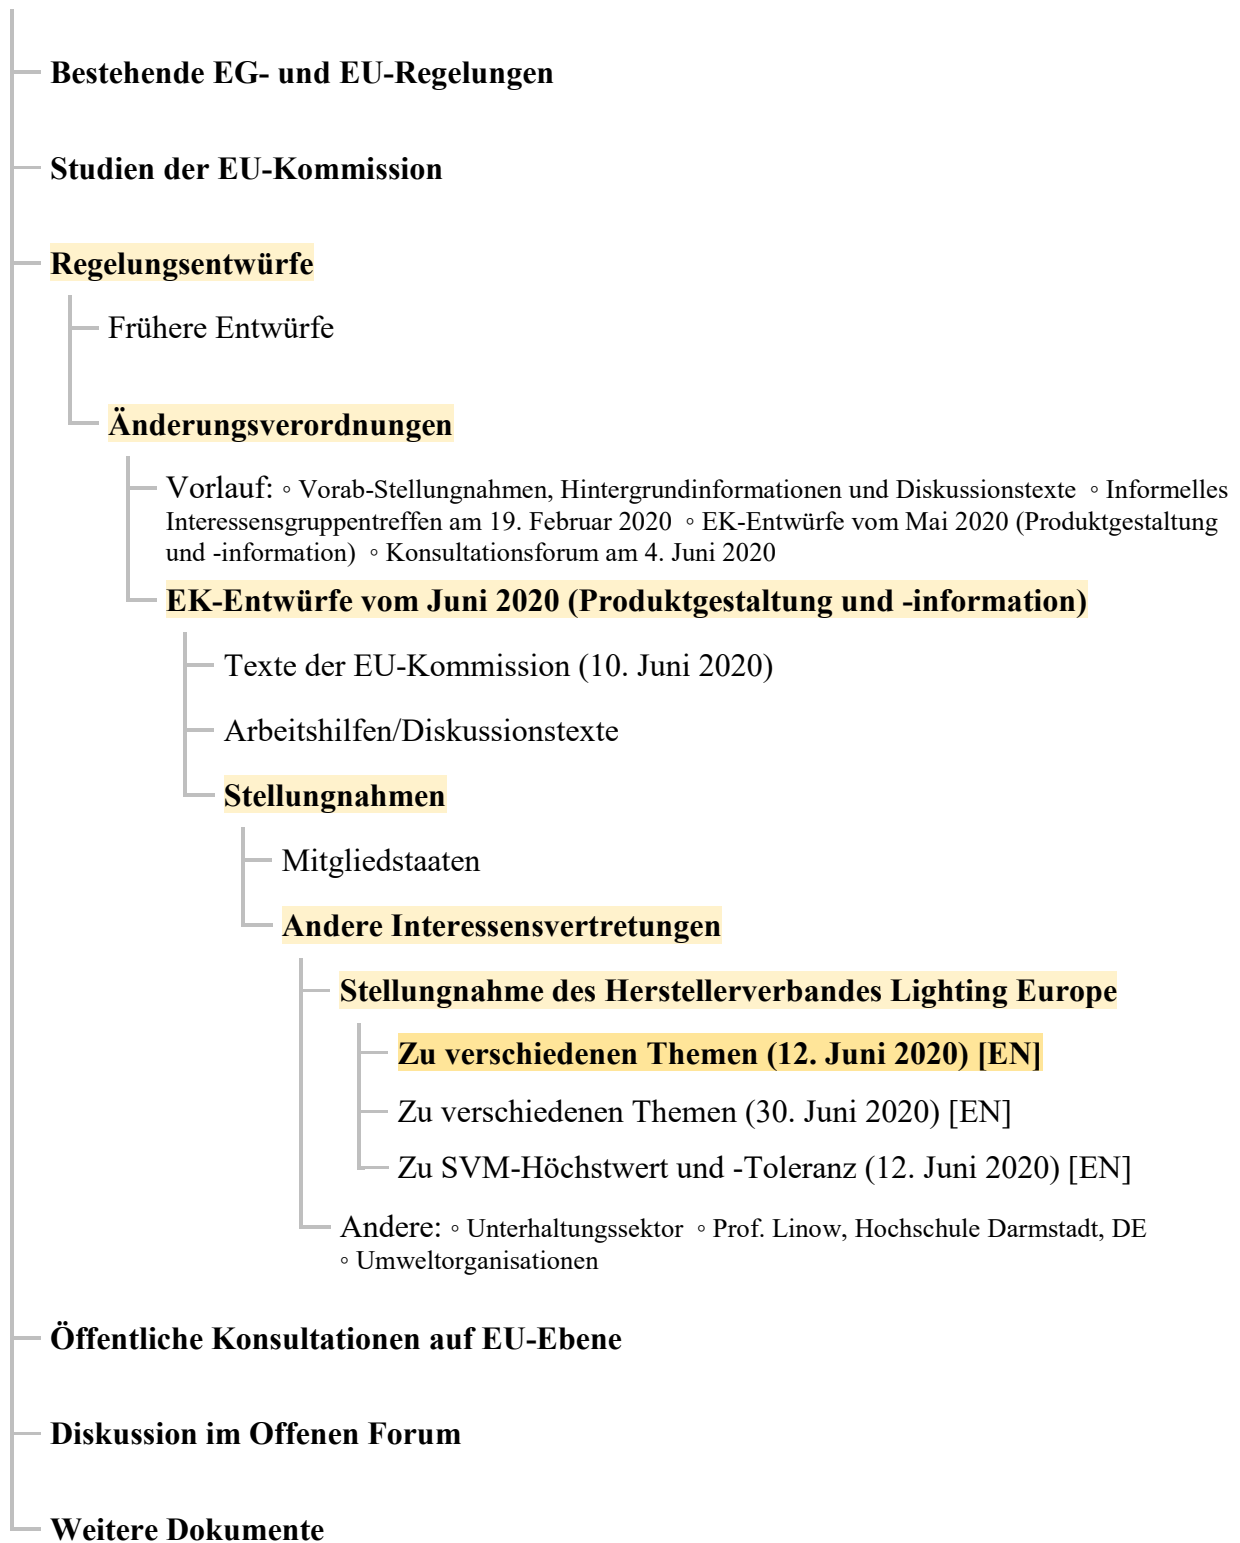 Bestehende EG- und EU-Regelungen
Studien der EU-Kommission
Regelungsentwürfe
Frühere Entwürfe
Änderungsverordnungen
Vorlauf: ◦ Vorab-Stellungnahmen, Hintergrundinformationen und Diskussionstexte ◦ Informelles
Interessensgruppentreffen am 19. Februar 2020 ◦ EK-Entwürfe vom Mai 2020 (Produktgestaltung
und -information) ◦ Konsultationsforum am 4. Juni 2020
EK-Entwürfe vom Juni 2020 (Produktgestaltung und -information)
Texte der EU-Kommission (10. Juni 2020)
Arbeitshilfen/Diskussionstexte
Stellungnahmen
Mitgliedstaaten
Andere Interessensvertretungen
Stellungnahme des Herstellerverbandes Lighting Europe
Zu verschiedenen Themen (12. Juni 2020) [EN]
Zu verschiedenen Themen (30. Juni 2020) [EN]
Zu SVM-Höchstwert und -Toleranz (12. Juni 2020) [EN]
Andere: ◦ Unterhaltungssektor ◦ Prof. Linow, Hochschule Darmstadt, DE
◦ Umweltorganisationen
Öffentliche Konsultationen auf EU-Ebene
Diskussion im Offenen Forum
Weitere Dokumente